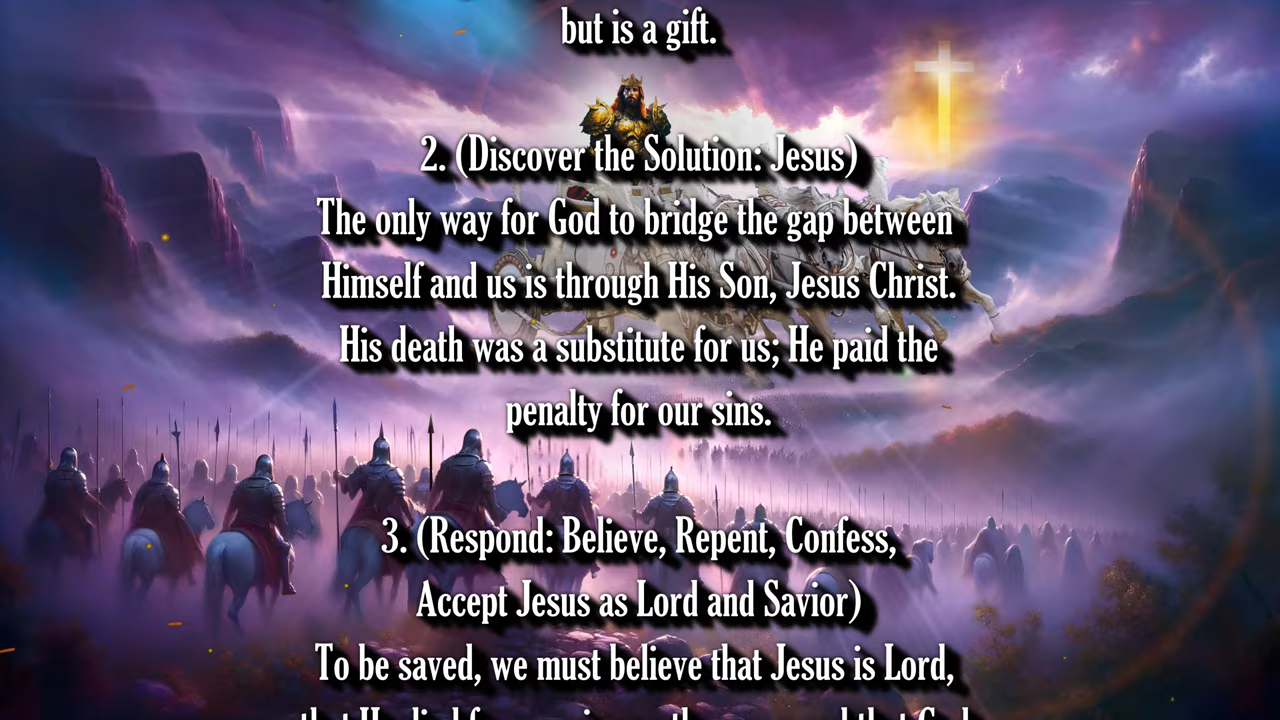 but is a gift.
2. (Discover the Solution: Jesus)
The only way for God to bridge the gap between
Himself and us is through His Son, Jesus Christ.
His death was a substitute for us; He paid the
penalty for our sins.
3. (Respond: Believe, Repent, Confess,
Accept Jesus as Lord and Savior)
To be saved, we must believe that Jesus is Lord,